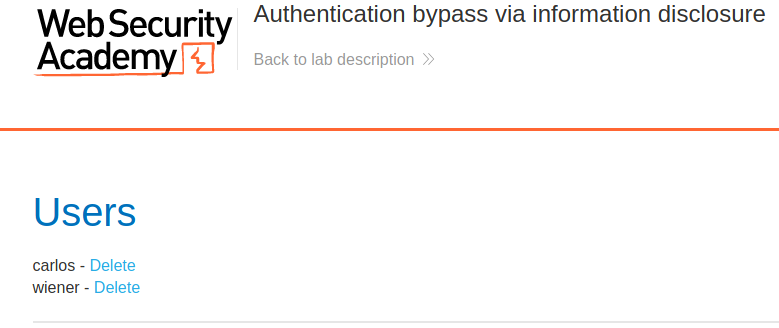 Web Security
Academy
Authentication bypass via information disclosure
Back to lab description
Users
carlos - Delete
wiener - Delete